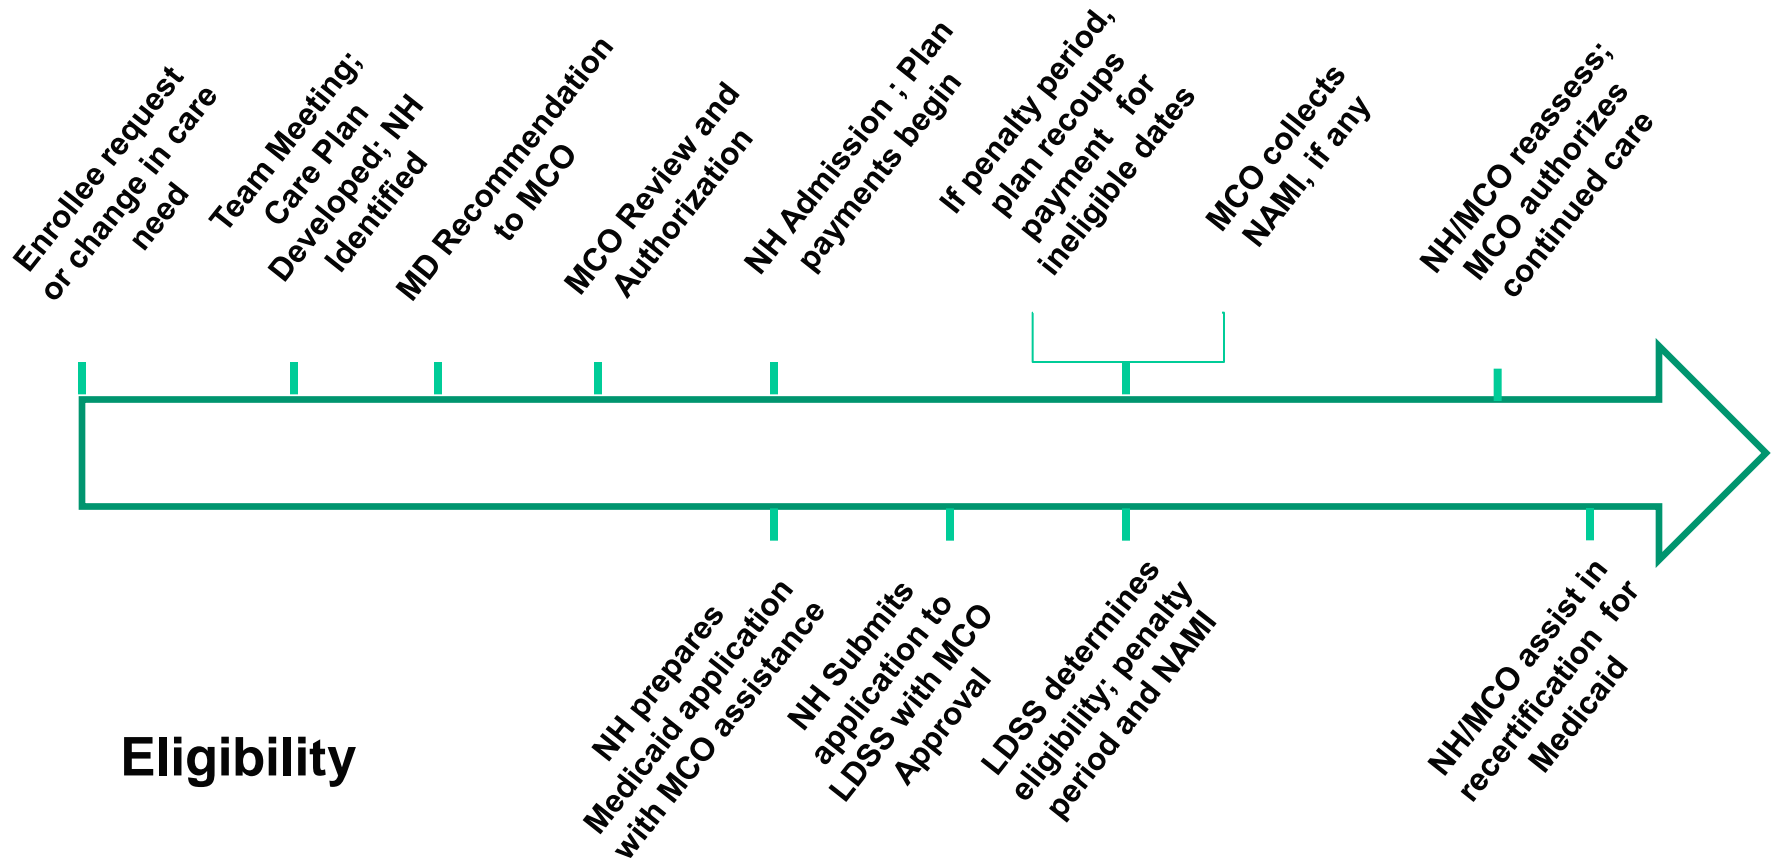 Enrollee request
or change in care
need
Team Meeting;
Care Plan
Developed; NH
Identified
MD Recommendation
to MCO
MCO Review and
Authorization
NH Admission ; Plan
payments begin
If penalty period,
plan recoups
payment for
ineligible dates
MCO collects
NAMI, if any
NH/MCO reassess;
MCO authorizes
continued care
NH prepares
Medicaid application
with MCO assistance
NH Submits
application to
LDSS with MCO
Approval
LDSS determines
eligibility; penalty
period and NAMI
NH/MCO assist in
recertification for
Medicaid
Eligibility